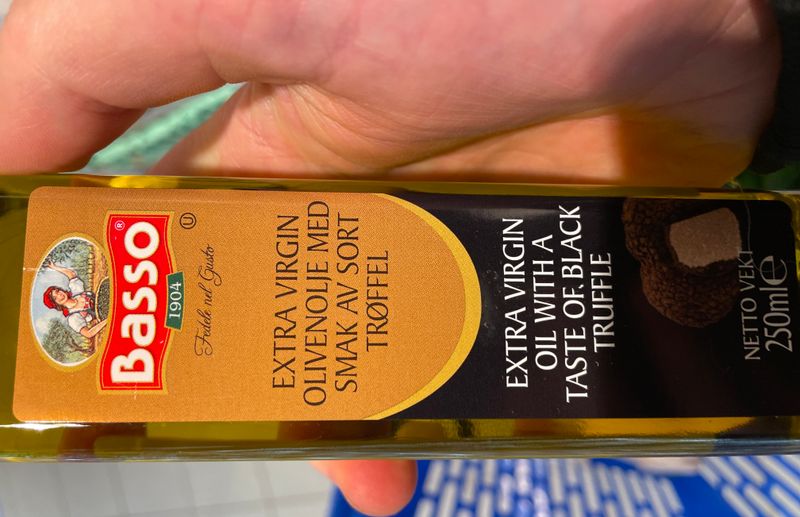 Basso®
1904
Fedele nel Gusto
U
EXTRA VIRGIN
OLIVENOLJE MED
SMAK AV SORT
TRØFFEL
EXTRA VIRGIN
OIL WITH A
TASTE OF BLACK
TRUFFLE
NETTO VEKT
250ml℮